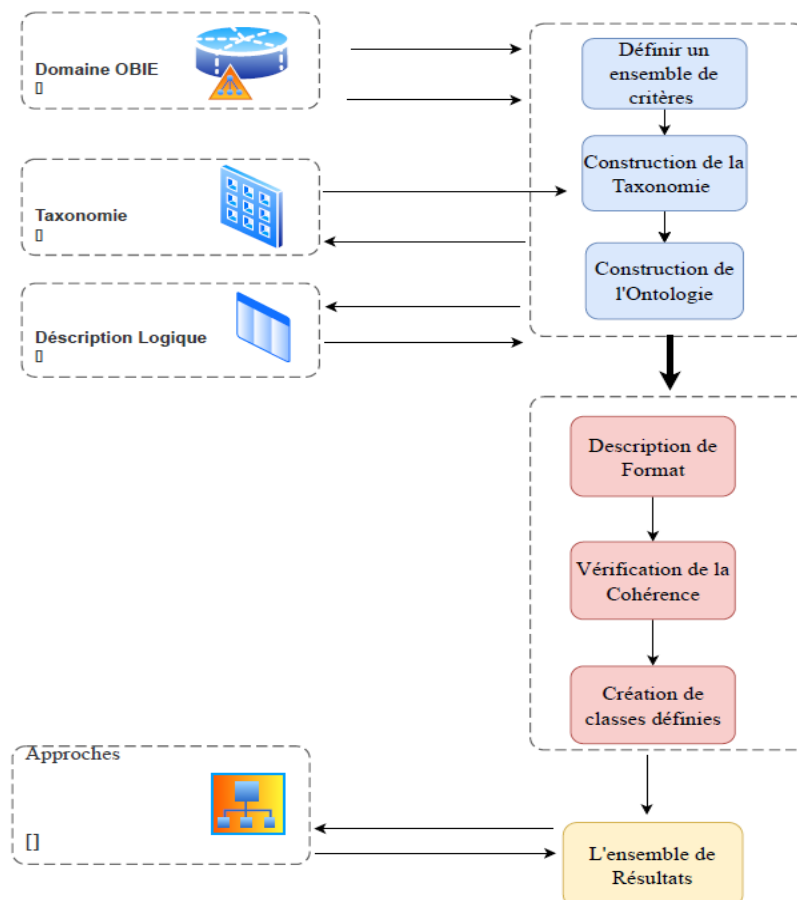 Domaine OBIE
[]
Définir un
ensemble de
critères
Construction de la
Taxonomie
Taxonomie
[]
Construction de
l'Ontologie
Déscription Logique
[]
Description de
Format
Vérification de la
Cohérence
Création de
classes définies
Approches
[]
L'ensemble de
Résultats